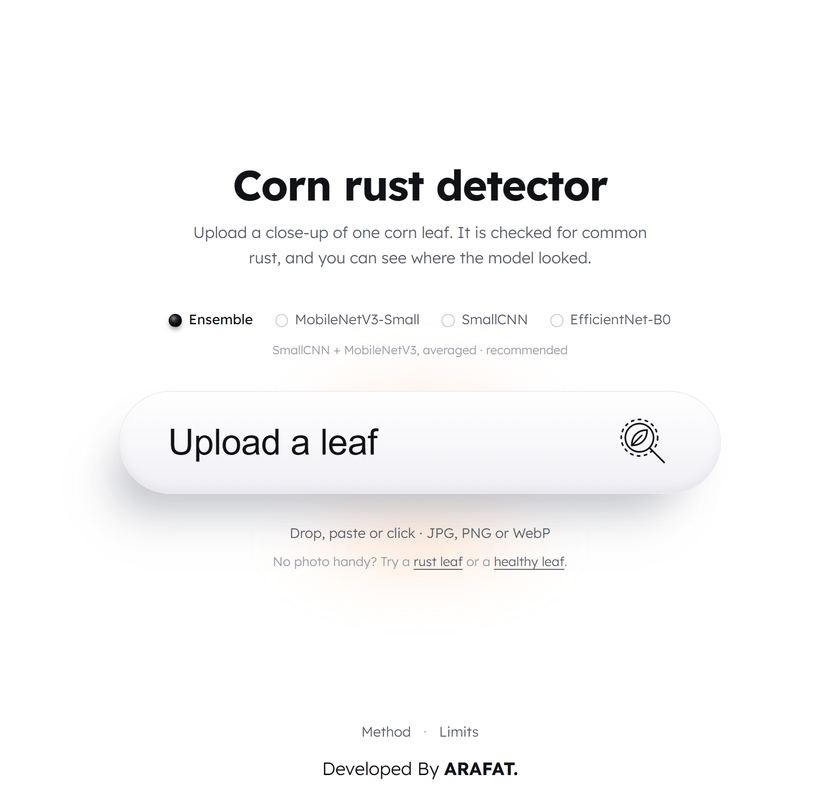 Corn rust detector
Upload a close-up of one corn leaf. It is checked for common
rust, and you can see where the model looked.
Ensemble MobileNetV3-Small SmallCNN EfficientNet-B0
SmallCNN + MobileNetV3, averaged · recommended
Upload a leaf
Drop, paste or click · JPG, PNG or WebP
No photo handy? Try a rust leaf or a healthy leaf.
Method · Limits
Developed By ARAFAT.